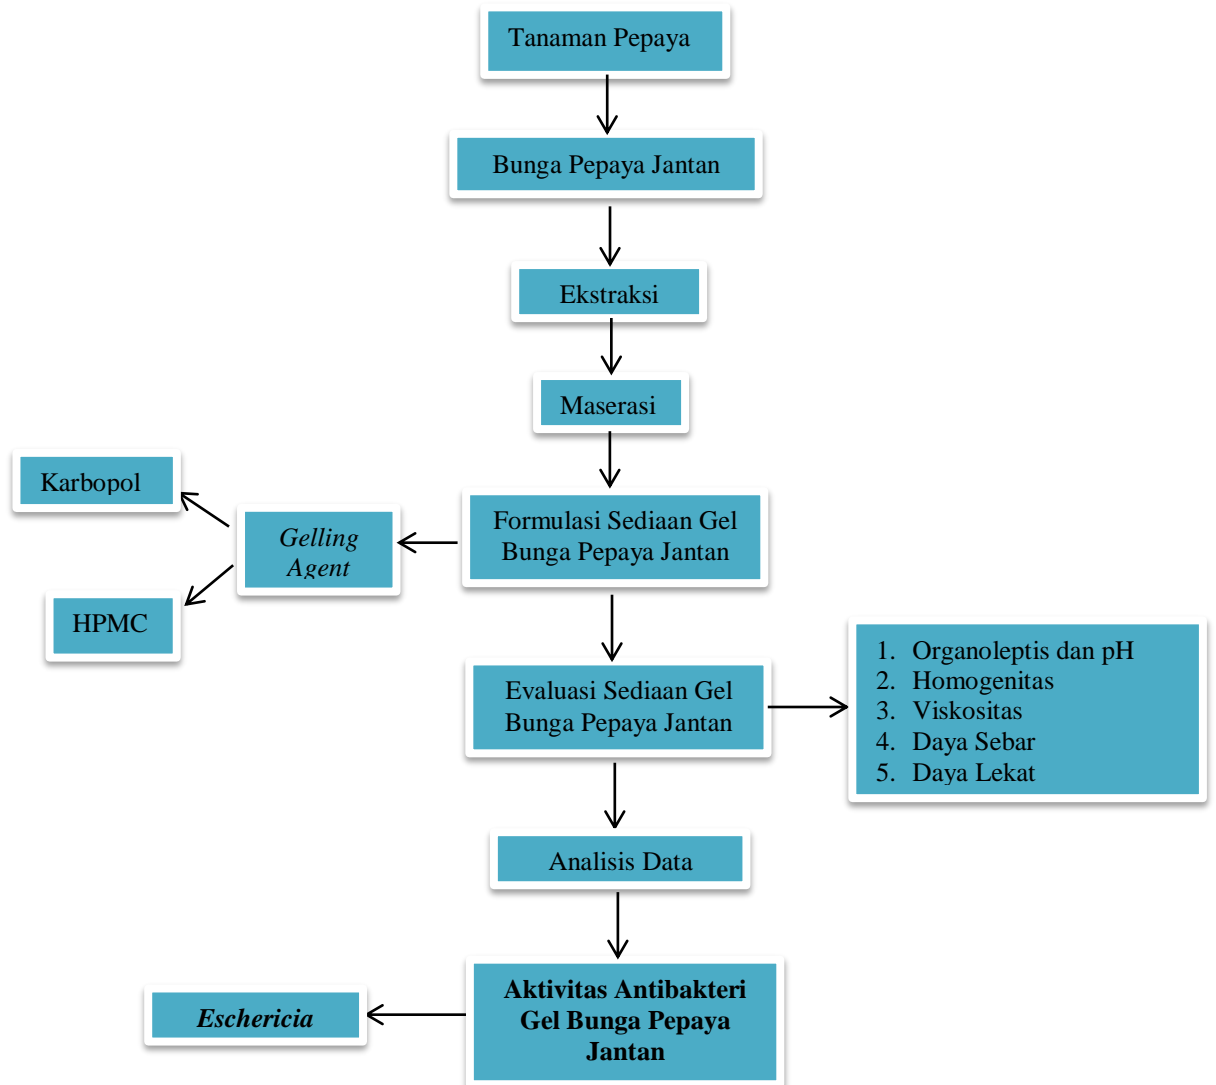 Tanaman Pepaya
Bunga Pepaya Jantan
Ekstraksi
Maserasi
Karbopol
Gelling
Agent
HPMC
Formulasi Sediaan Gel
Bunga Pepaya Jantan
Evaluasi Sediaan Gel
Bunga Pepaya Jantan
1. Organoleptis dan pH
2. Homogenitas
3. Viskositas
4. Daya Sebar
5. Daya Lekat
Analisis Data
Aktivitas Antibakteri
Gel Bunga Pepaya
Jantan
Eschericia